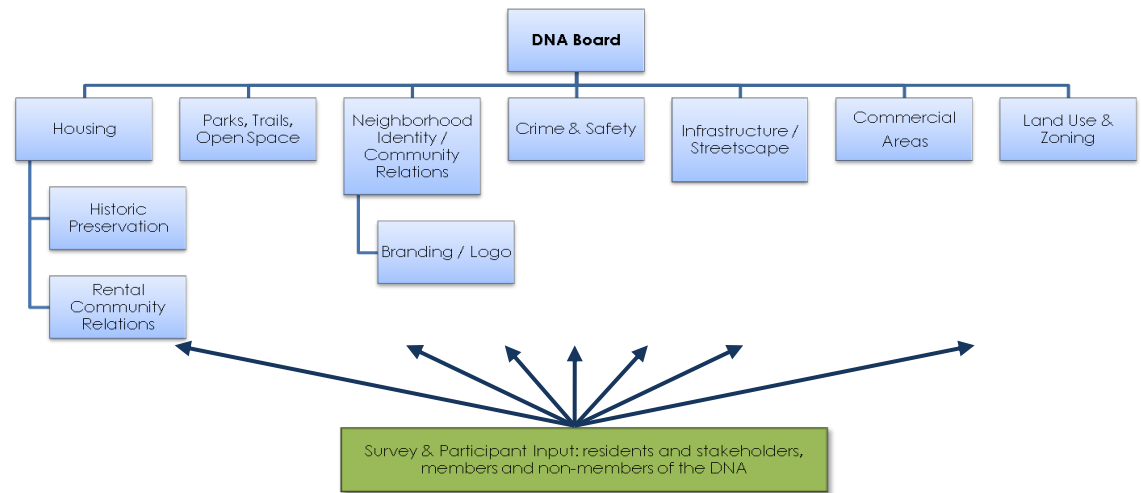 DNA Board
Housing
Parks, Trails,
Open Space
Neighborhood
Identity /
Community
Relations
Crime & Safety
Infrastructure /
Streetscape
Commercial
Areas
Land Use &
Zoning
Historic
Preservation
Rental
Community
Relations
Branding / Logo
Survey & Participant Input: residents and stakeholders,
members and non-members of the DNA